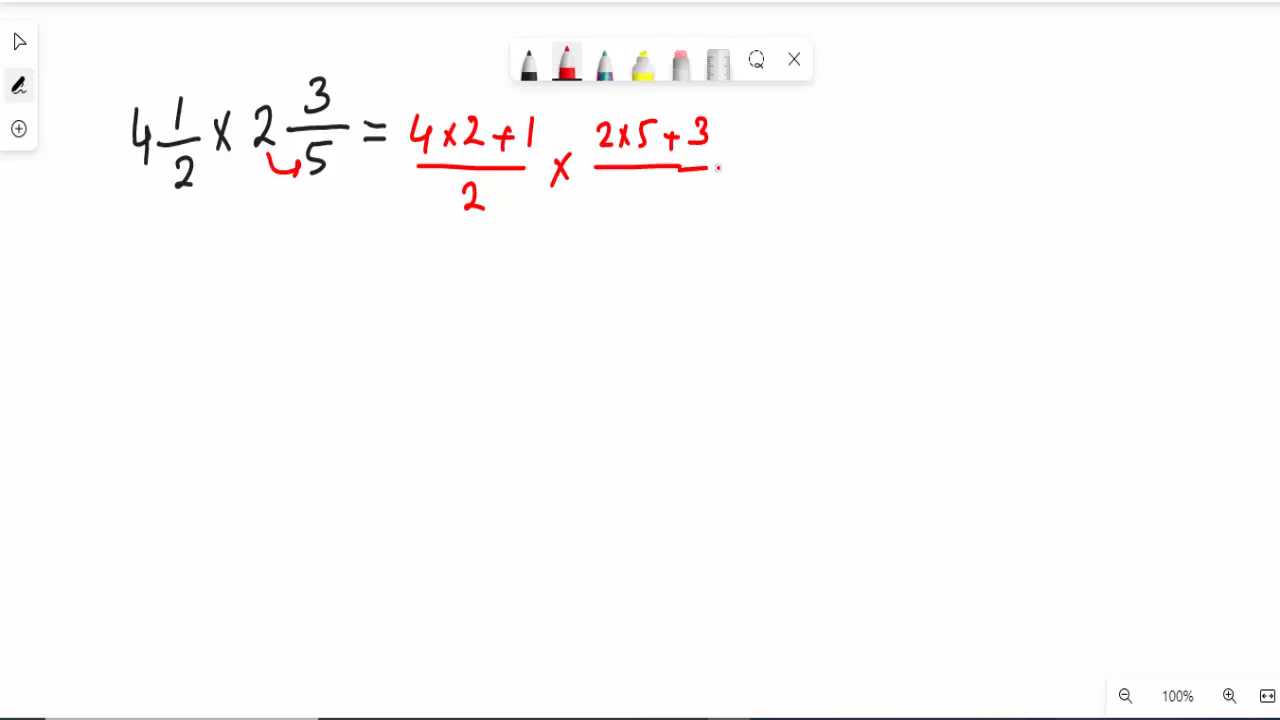 4 1/2 x 2 3/5 = (4x2+1)/2 x (2x5+3)/
100%